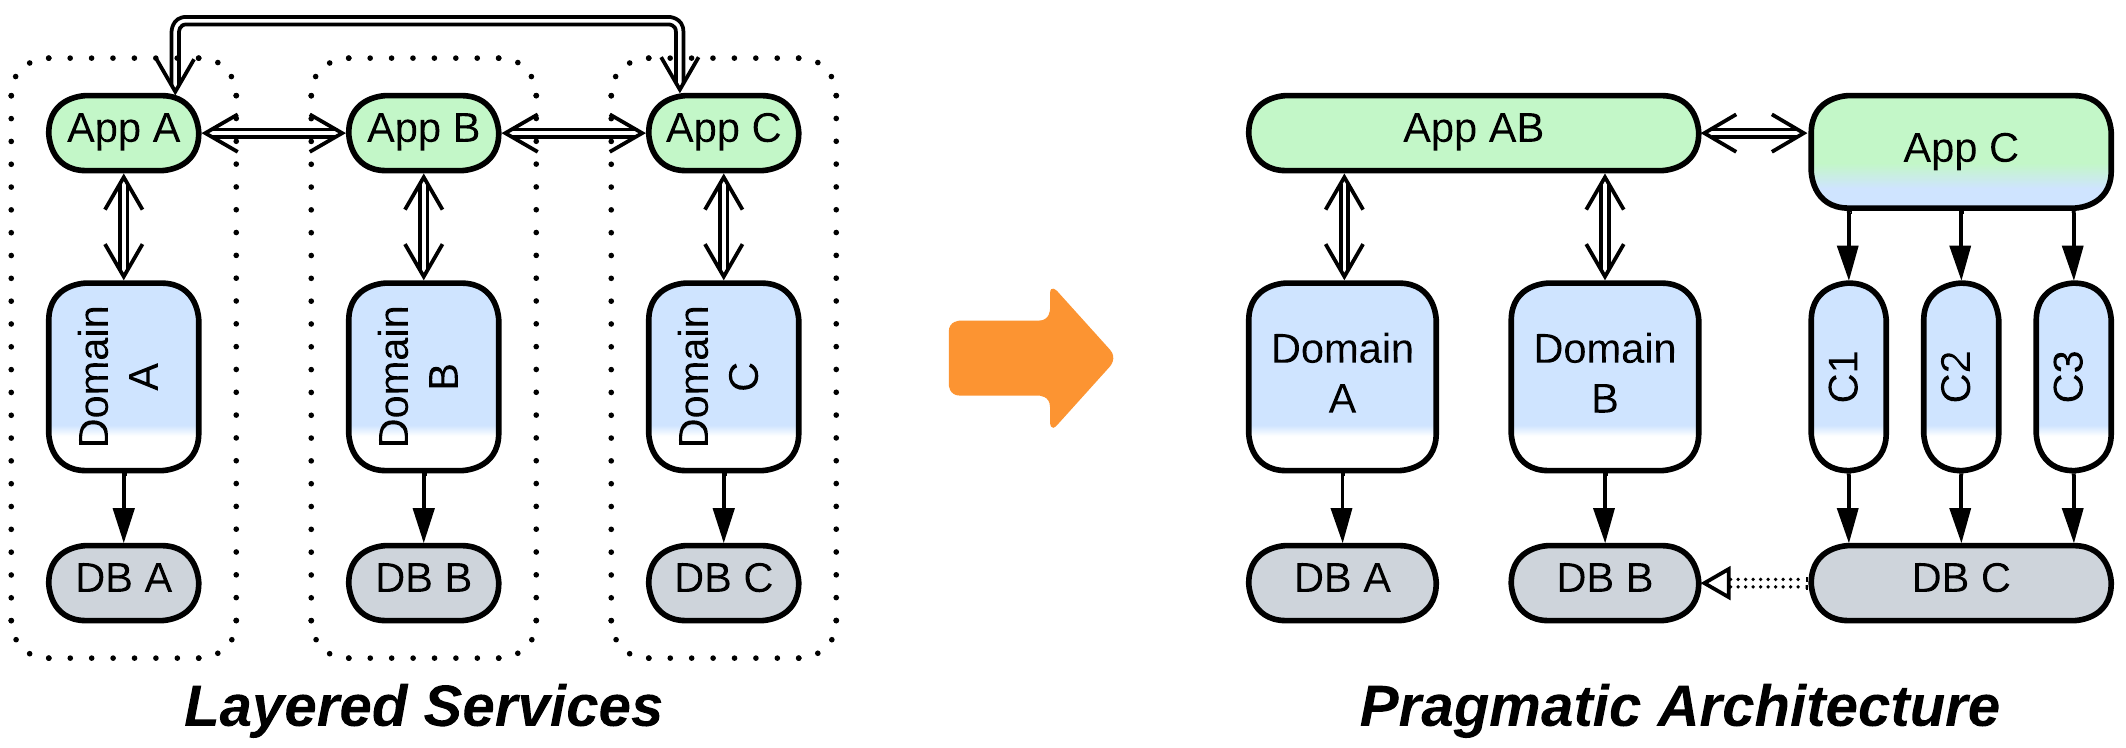 App A
App B
App C
Domain
A
Domain
B
Domain
C
DB A
DB B
DB C
Layered Services
App AB
App C
Domain
A
Domain
B
C1
C2
C3
DB A
DB B
DB C
Pragmatic Architecture